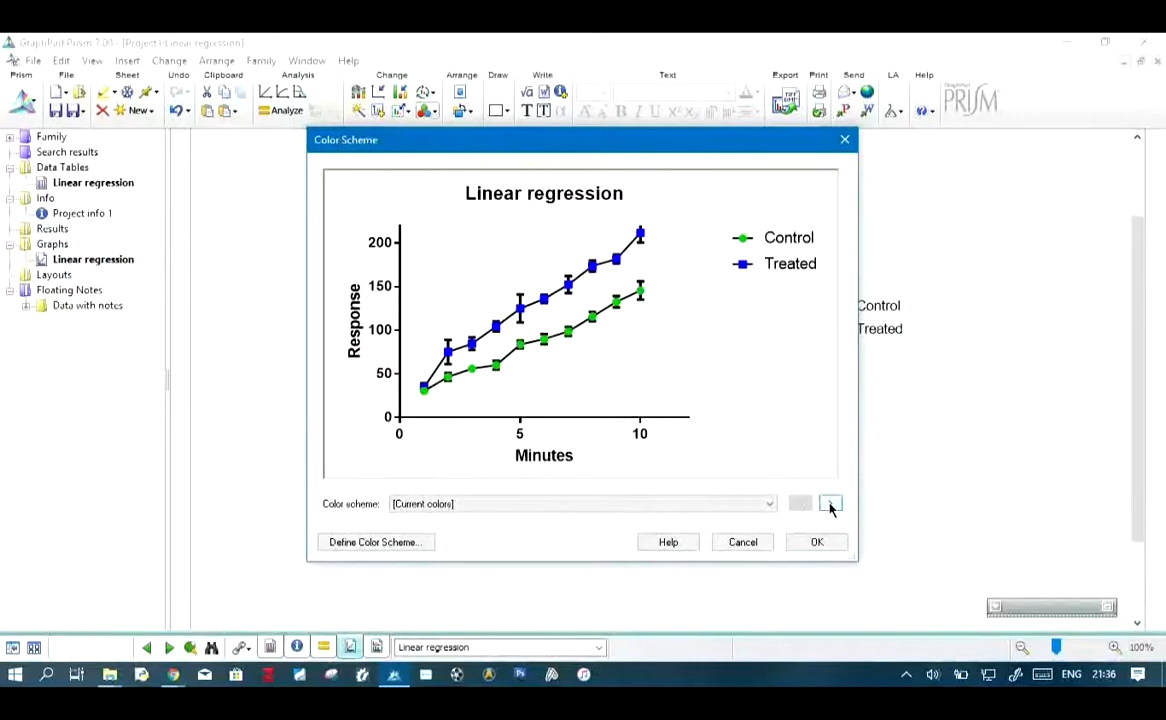 GraphPad Prism 7.00 - [Project1:Linear regression]
File Edit View Insert Change Arrange Family Window Help
Prism File Sheet Undo Clipboard Analysis Change Arrange Draw Write Text Export Print Send LA Help
New
Analyze
PRISM
Family
Search results
Data Tables
Linear regression
Info
Project info 1
Results
Graphs
Linear regression
Layouts
Floating Notes
Data with notes
Color Scheme
Linear regression
Response
200
150
100
50
0
0 5 10
Minutes
Control
Treated
Control
Treated
Color scheme: [Current colors]
Define Color Scheme... Help Cancel OK
Linear regression
100%
ENG 21:36